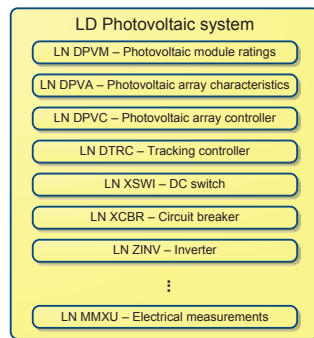 LD Photovoltaic system
LN DPVM – Photovoltaic module ratings
LN DPVA – Photovoltaic array characteristics
LN DPVC – Photovoltaic array controller
LN DTRC – Tracking controller
LN XSWI – DC switch
LN XCBR – Circuit breaker
LN ZINV – Inverter
⋮
LN MMXU – Electrical measurements